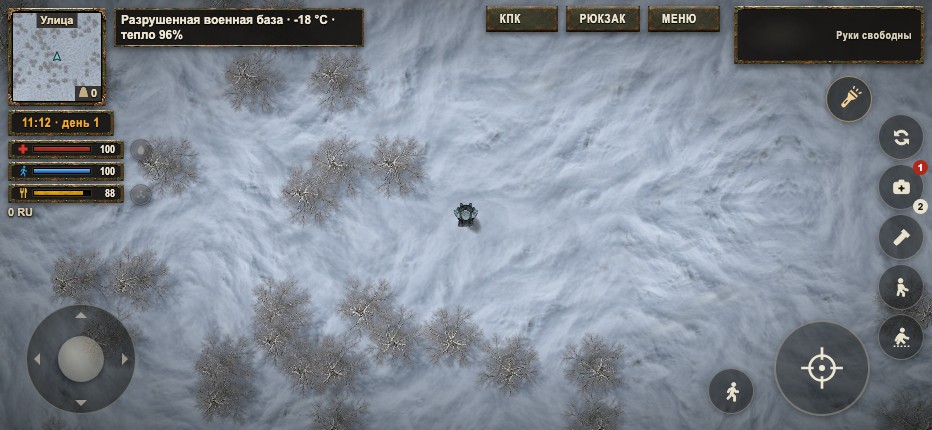 Улица
0
Разрушенная военная база · -18 °C ·
тепло 96%
КПК
РЮКЗАК
МЕНЮ
Руки свободны
11:12 · день 1
100
100
88
0 RU
1
2